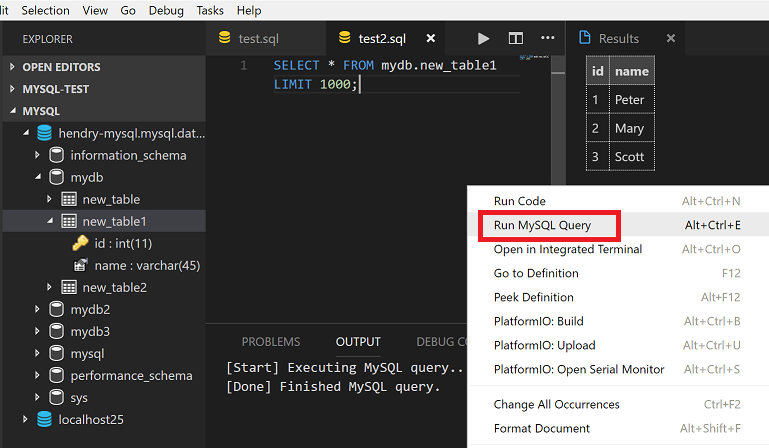 it Selection View Go Debug Tasks Help
EXPLORER
OPEN EDITORS
MYSQL-TEST
MYSQL
hendry-mysql.mysql.dat...
information_schema
mydb
new_table
new_table1
id : int(11)
name : varchar(45)
new_table2
mydb2
mydb3
mysql
performance_schema
sys
localhost25
test.sql test2.sql
1 SELECT * FROM mydb.new_table1
LIMIT 1000;
Results
id name
1 Peter
2 Mary
3 Scott
PROBLEMS OUTPUT DEBUG CO
[Start] Executing MySQL query..
[Done] Finished MySQL query.
Run Code Alt+Ctrl+N
Run MySQL Query Alt+Ctrl+E
Open in Integrated Terminal Alt+Ctrl+O
Go to Definition F12
Peek Definition Alt+F12
PlatformIO: Build Alt+Ctrl+B
PlatformIO: Upload Alt+Ctrl+U
PlatformIO: Open Serial Monitor Alt+Ctrl+S
Change All Occurrences Ctrl+F2
Format Document Alt+Shift+F